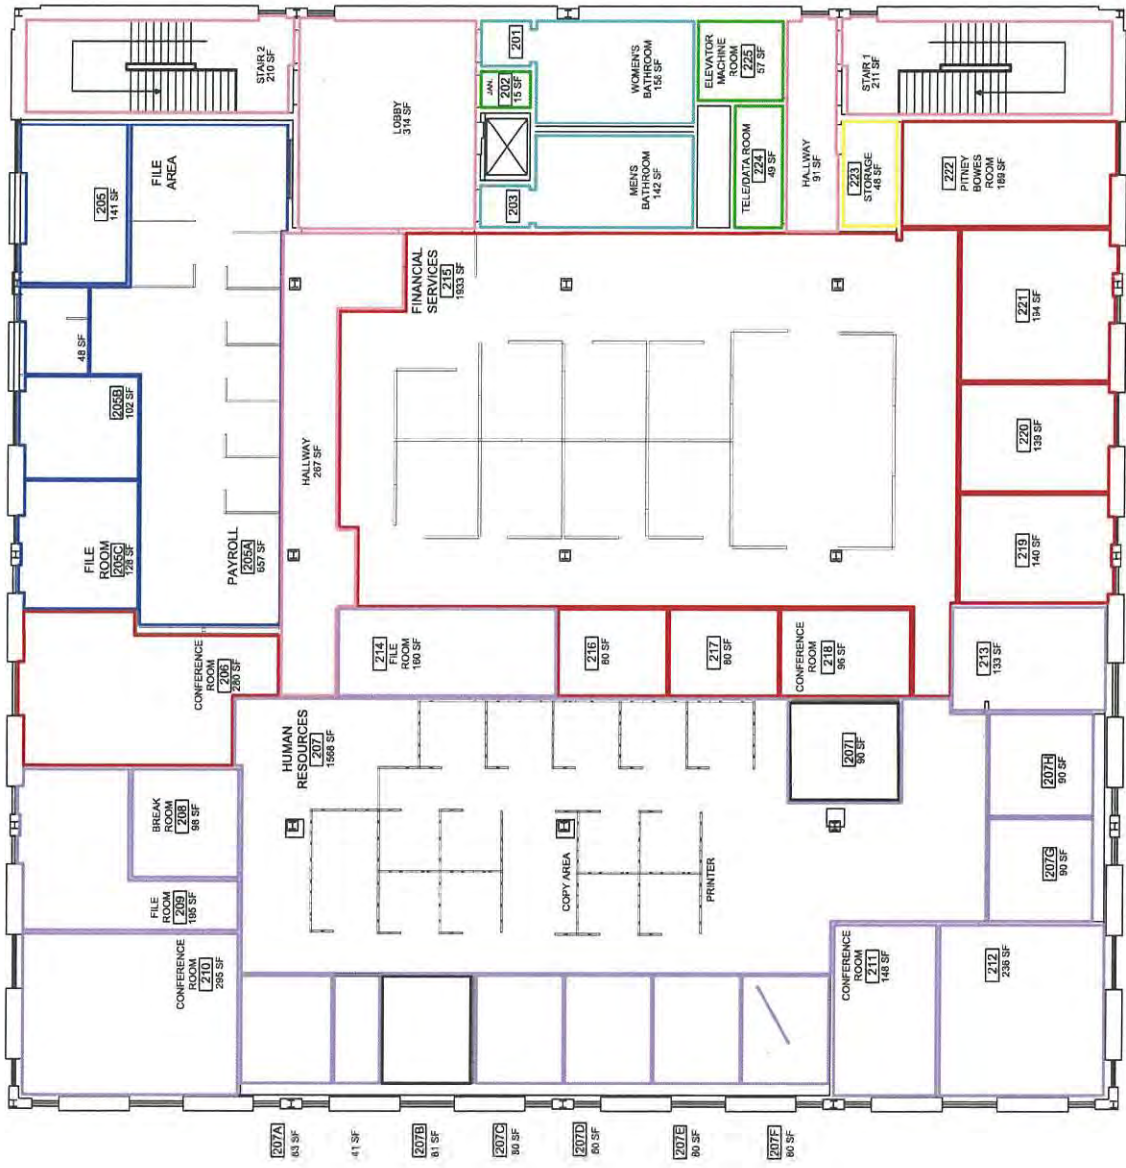 STAIR 2
210 SF
LOBBY
314 SF
201
JAN.
202
15 SF
203
WOMEN'S
BATHROOM
156 SF
MEN'S
BATHROOM
142 SF
ELEVATOR
MACHINE
ROOM
225
57 SF
TELE/DATA ROOM
224
49 SF
HALLWAY
91 SF
STAIR 1
211 SF
223
STORAGE
48 SF
222
PITNEY
BOWES
ROOM
189 SF
205
141 SF
FILE
AREA
48 SF
205B
102 SF
FILE
ROOM
205C
128 SF
PAYROLL
205A
657 SF
HALLWAY
267 SF
FINANCIAL
SERVICES
215
1933 SF
221
194 SF
220
139 SF
219
140 SF
CONFERENCE
ROOM
206
280 SF
214
FILE
ROOM
160 SF
216
80 SF
217
80 SF
CONFERENCE
ROOM
218
96 SF
213
133 SF
HUMAN
RESOURCES
207
1568 SF
207I
90 SF
207H
90 SF
207G
90 SF
BREAK
ROOM
208
98 SF
FILE
ROOM
209
195 SF
COPY AREA
PRINTER
CONFERENCE
ROOM
210
295 SF
CONFERENCE
ROOM
211
148 SF
212
236 SF
207A
83 SF
41 SF
207B
81 SF
207C
80 SF
207D
80 SF
207E
80 SF
207F
80 SF